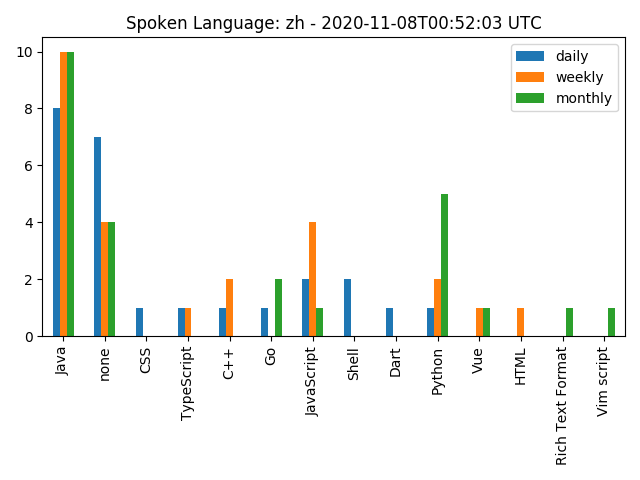 Spoken Language: zh - 2020-11-08T00:52:03 UTC
daily
weekly
monthly
10
8
6
4
2
0
Java
none
CSS
TypeScript
C++
Go
JavaScript
Shell
Dart
Python
Vue
HTML
Rich Text Format
Vim script